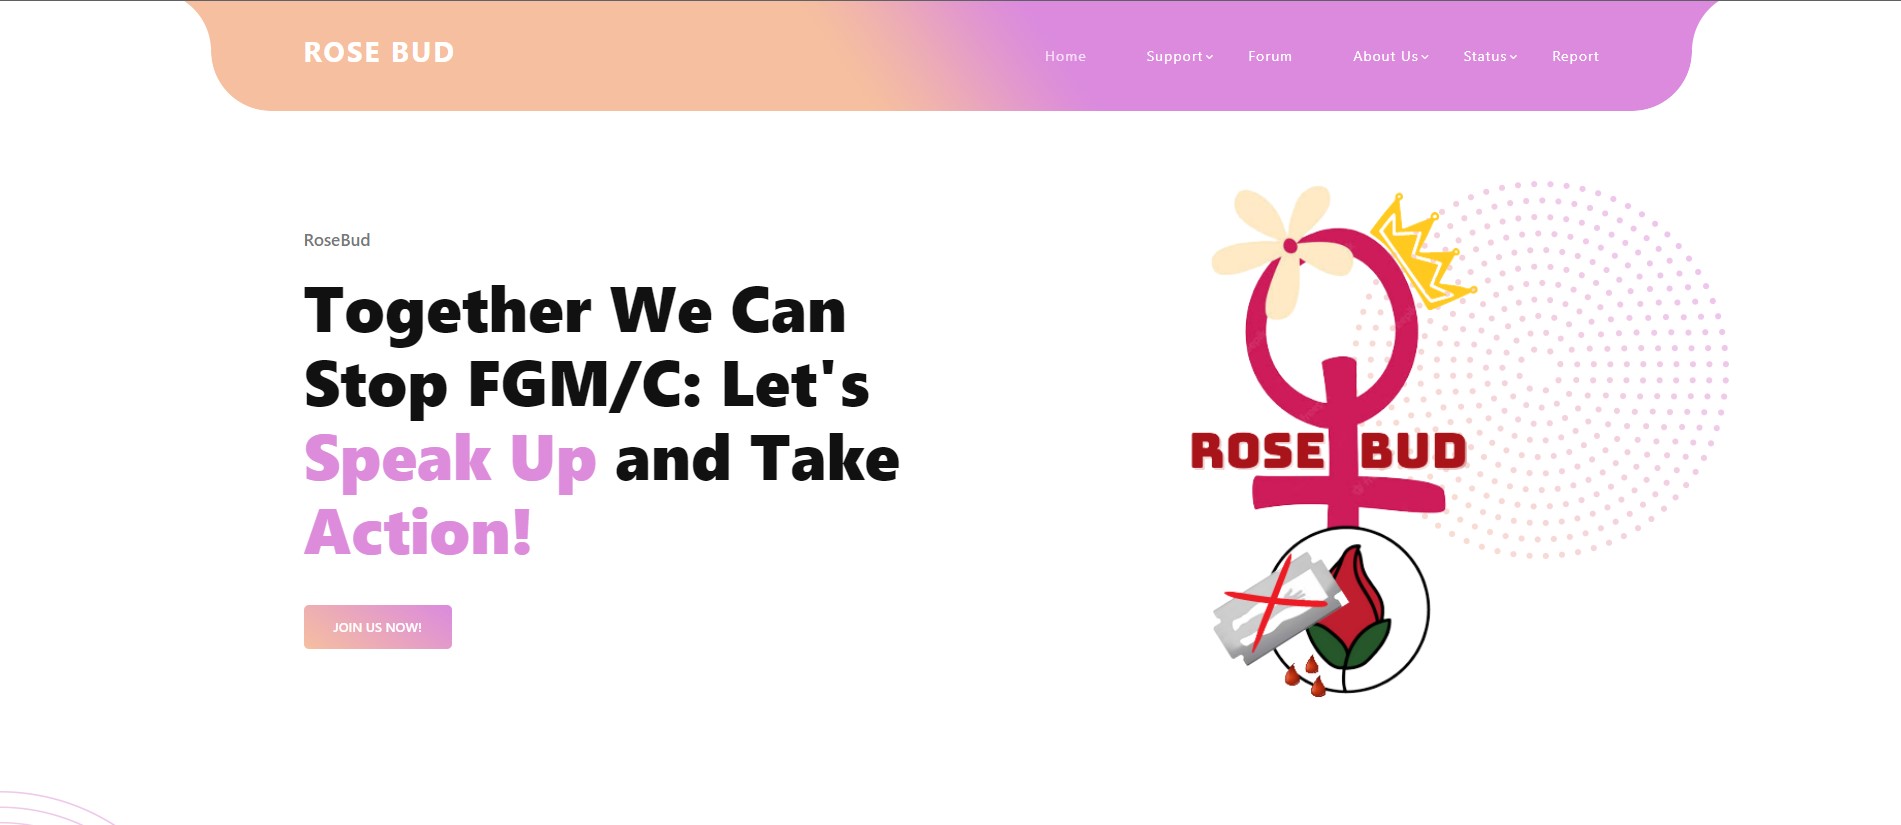 ROSE BUD
Home Support Forum About Us Status Report
RoseBud
Together We Can
Stop FGM/C: Let's
Speak Up and Take
Action!
JOIN US NOW!
ROSE BUD